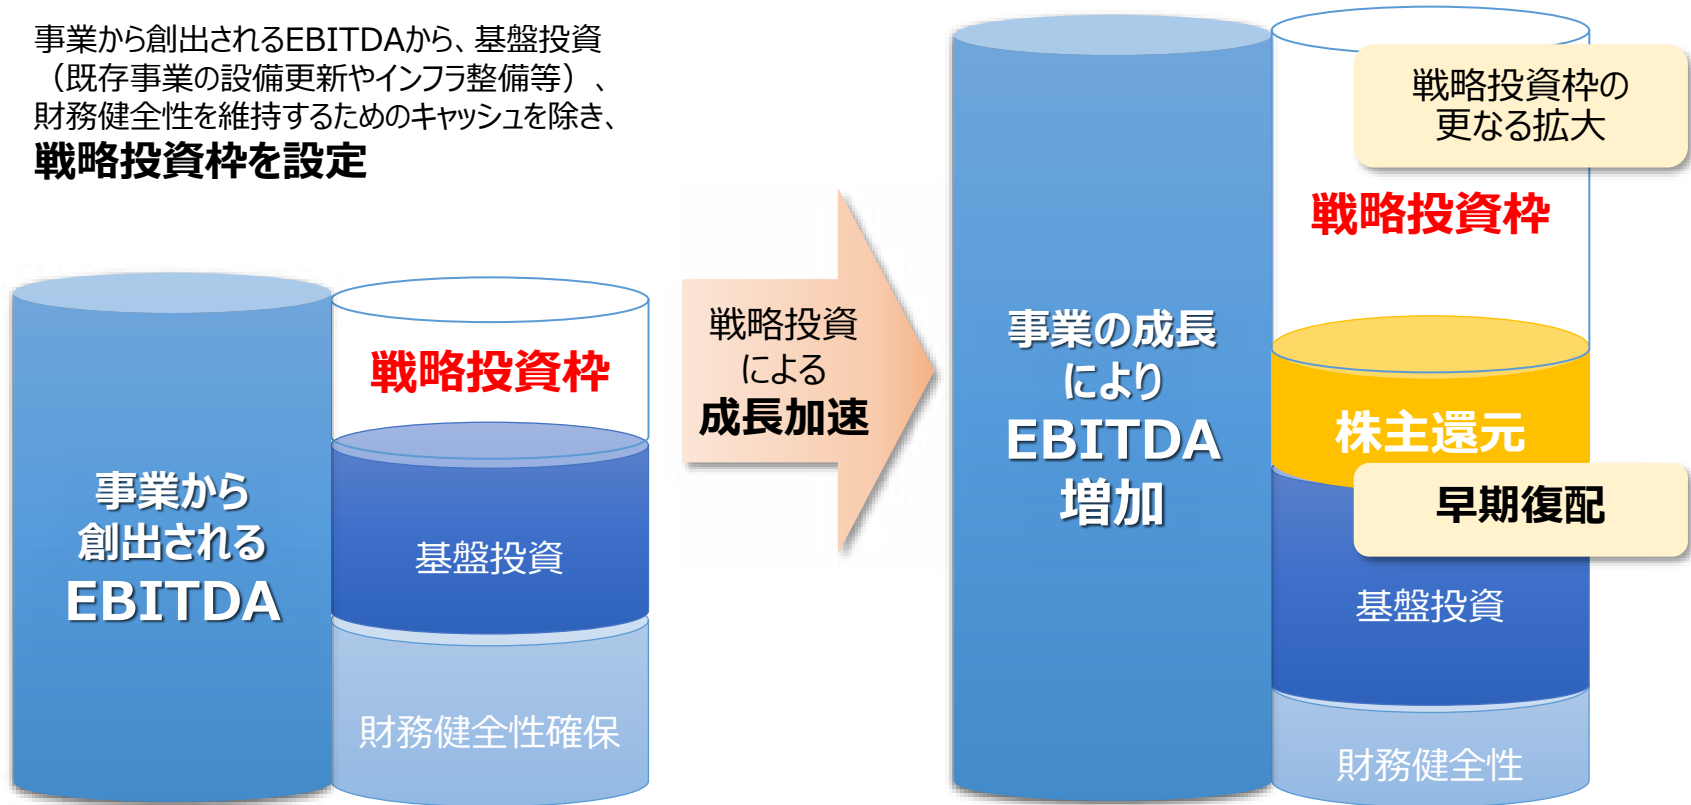 事業から創出されるEBITDAから、基盤投資
（既存事業の設備更新やインフラ整備等）、
財務健全性を維持するためのキャッシュを除き、
戦略投資枠を設定
戦略投資枠
事業から
創出される
EBITDA
基盤投資
財務健全性確保
戦略投資
による
成長加速
事業の成長
により
EBITDA
増加
戦略投資枠の
更なる拡大
戦略投資枠
株主還元
早期復配
基盤投資
財務健全性